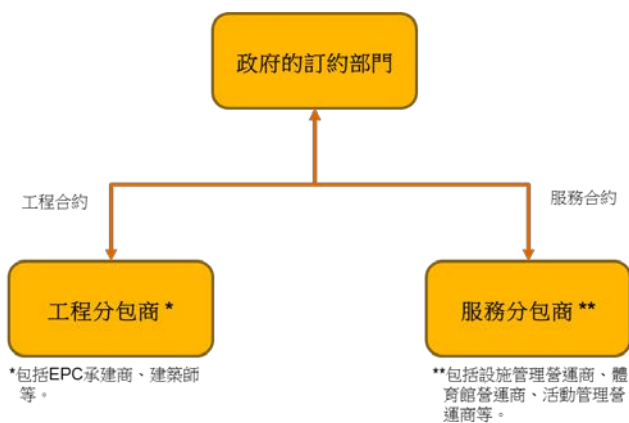 政府的訂約部門
工程合約
服務合約
工程分包商 *
服務分包商 **
*包括EPC承建商、建築師
等。
**包括設施管理營運商、體
育館營運商、活動管理營
運商等。